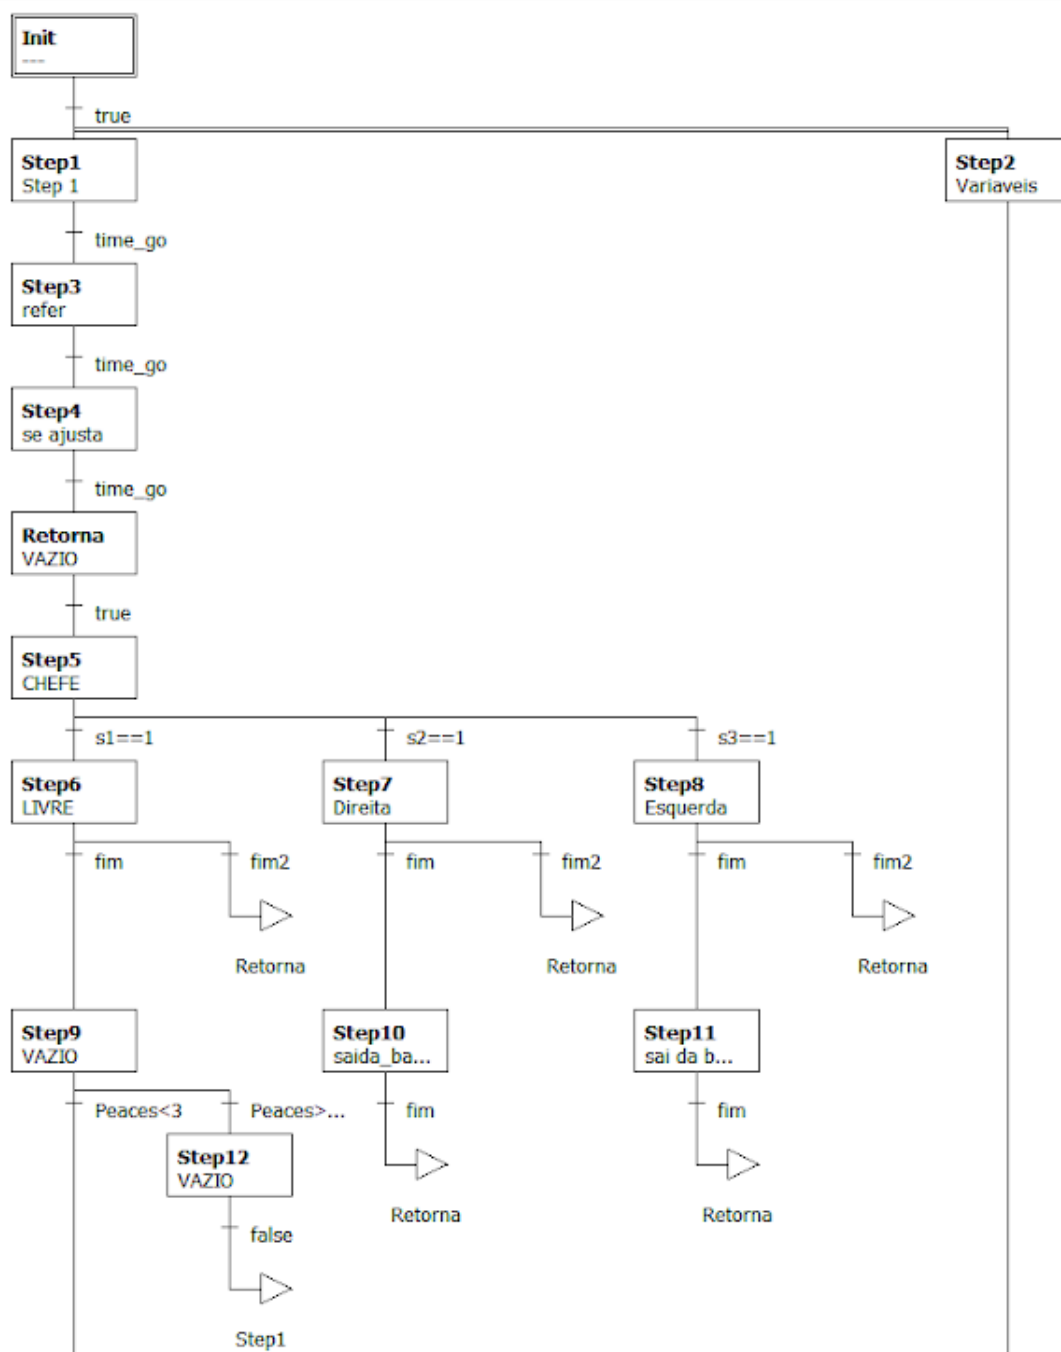 Init
---
true
Step1
Step 1
Step2
Variaveis
time_go
Step3
refer
time_go
Step4
se ajusta
time_go
Retorna
VAZIO
true
Step5
CHEFE
s1==1
s2==1
s3==1
Step6
LIVRE
Step7
Direita
Step8
Esquerda
fim
fim2
fim
fim2
fim
fim2
Retorna
Retorna
Retorna
Step9
VAZIO
Step10
saida_ba...
Step11
sai da b...
Peaces<3
Peaces>...
fim
fim
Step12
VAZIO
Retorna
Retorna
false
Step1